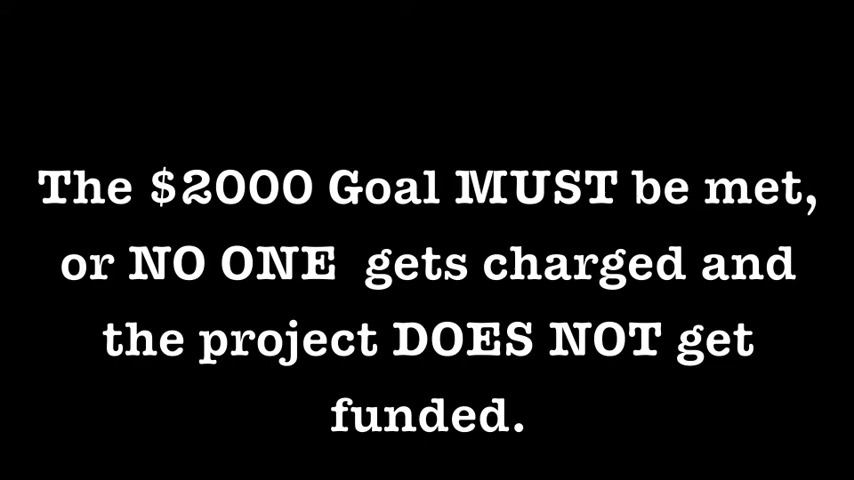 The $2000 Goal MUST be met,
or NO ONE gets charged and
the project DOES NOT get
funded.